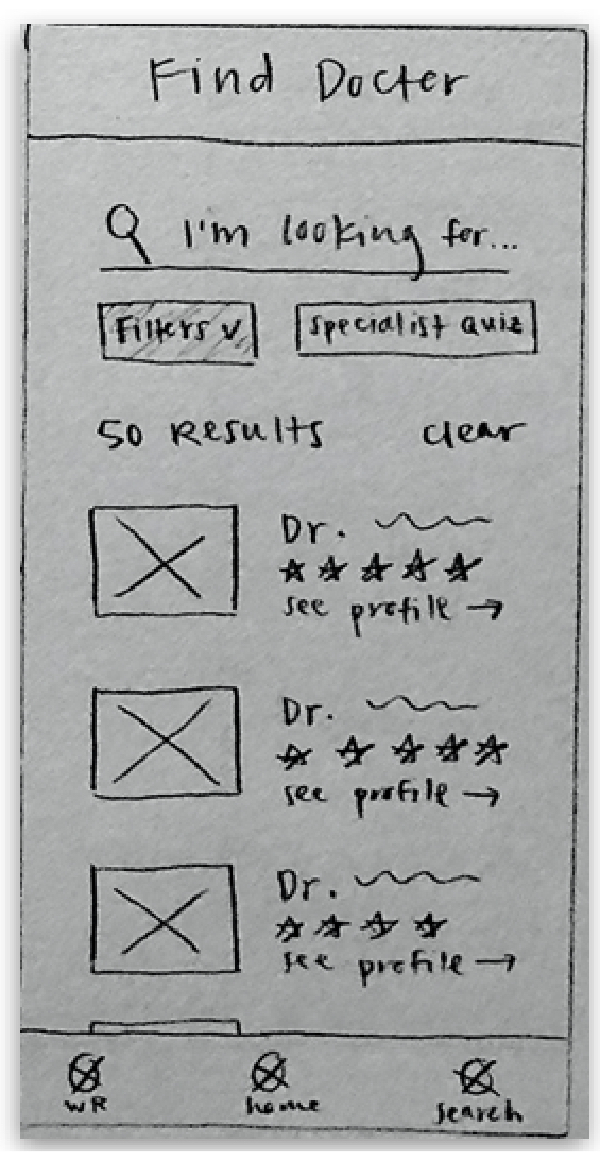 Find Docter
I'm looking for...
Filters v
specialist quiz
50 Results clear
Dr.
see profile →
Dr.
see profile →
Dr.
see profile →
WR home search